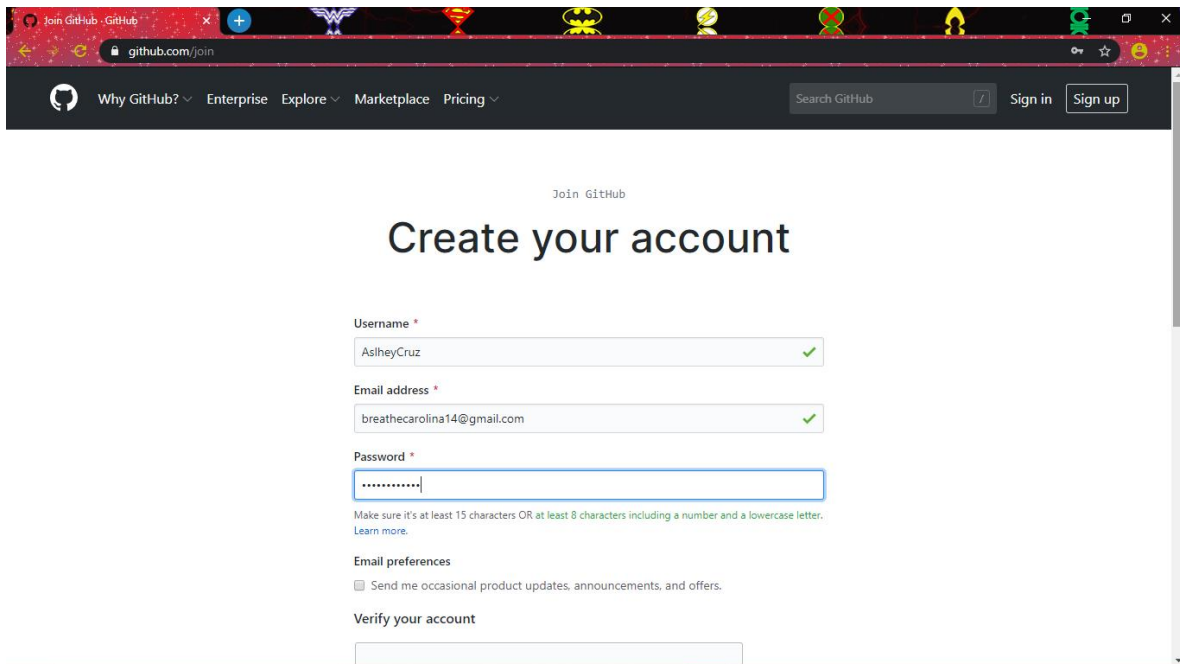 Join GitHub · GitHub
github.com/join
Why GitHub? Enterprise Explore Marketplace Pricing Search GitHub / Sign in Sign up
Join GitHub
Create your account
Username *
AslheyCruz
Email address *
breathecarolina14@gmail.com
Password *
••••••••••••
Make sure it's at least 15 characters OR at least 8 characters including a number and a lowercase letter.
Learn more.
Email preferences
Send me occasional product updates, announcements, and offers.
Verify your account